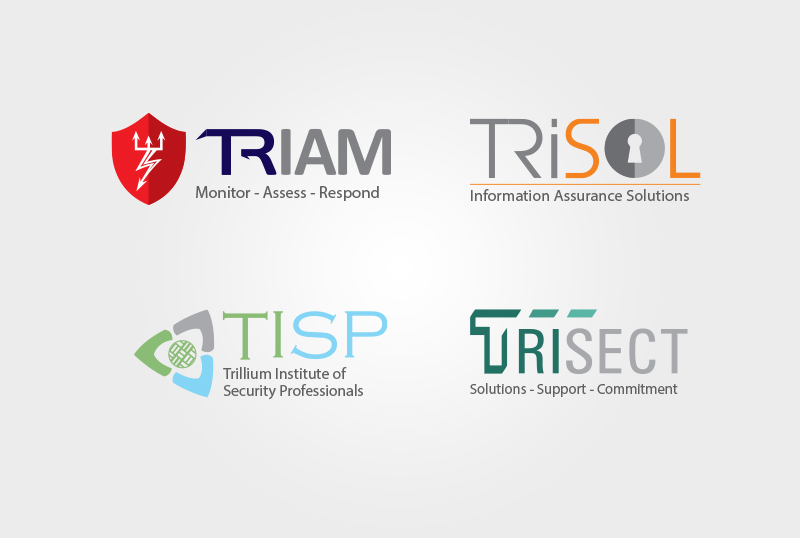 TRIAM
Monitor - Assess - Respond
TRiSOL
Information Assurance Solutions
TISP
Trillium Institute of
Security Professionals
TRISECT
Solutions - Support - Commitment